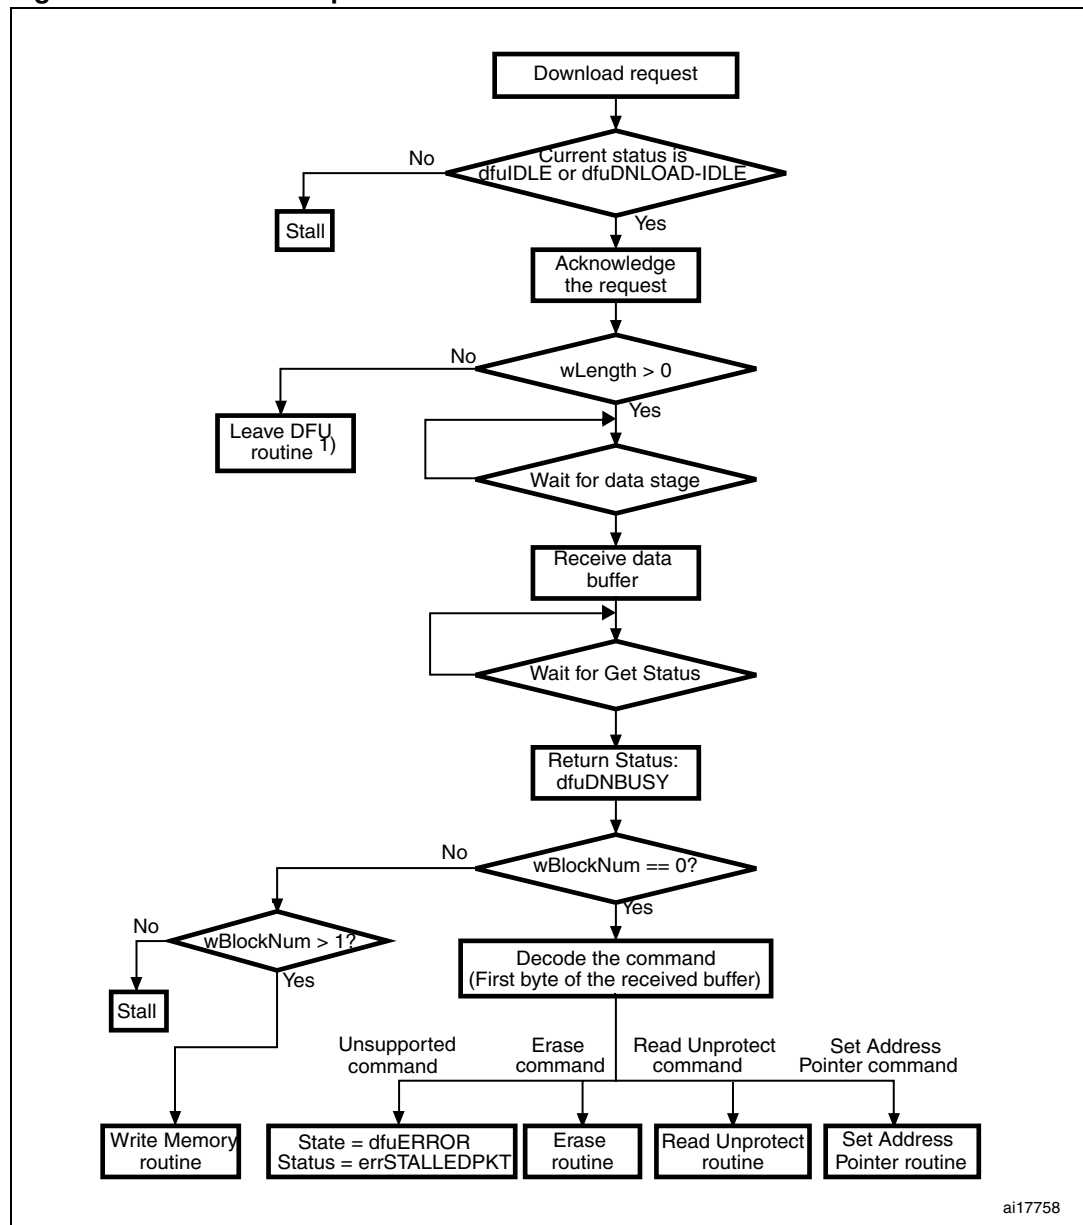 Download request
Current status is
dfuIDLE or dfuDNLOAD-IDLE
No
Stall
Yes
Acknowledge
the request
No
wLength > 0
Yes
Leave DFU
routine 1)
Wait for data stage
Receive data
buffer
Wait for Get Status
Return Status:
dfuDNBUSY
No
wBlockNum == 0?
Yes
No
wBlockNum > 1?
Yes
Stall
Decode the command
(First byte of the received buffer)
Unsupported
command
Erase
command
Read Unprotect
command
Set Address
Pointer command
Write Memory
routine
State = dfuERROR
Status = errSTALLEDPKT
Erase
routine
Read Unprotect
routine
Set Address
Pointer routine
ai17758